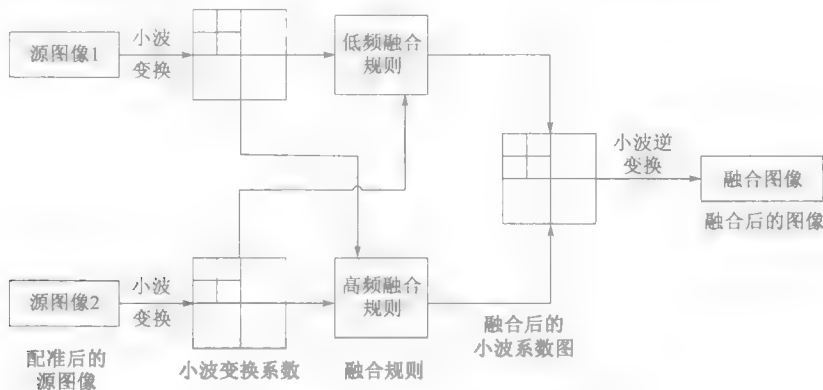 源图像1
小波
变换
低频融合
规则
小波逆
变换
融合图像
融合后的图像
源图像2
小波
变换
高频融合
规则
配准后的
源图像
小波变换系数
融合规则
融合后的
小波系数图